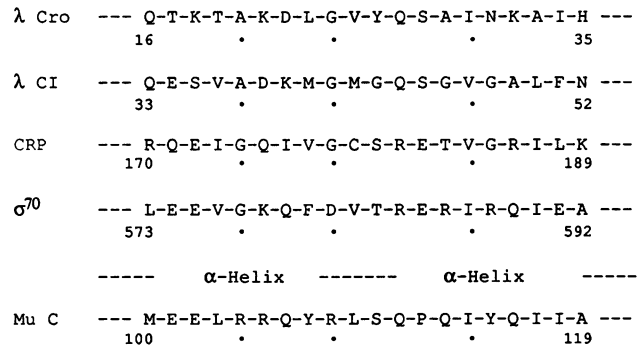 λ Cro --- Q-T-K-T-A-K-D-L-G-V-Y-Q-S-A-I-N-K-A-I-H ---
16 • • • 35
λ CI --- Q-E-S-V-A-D-K-M-G-M-G-Q-S-G-V-G-A-L-F-N ---
33 • • • 52
CRP --- R-Q-E-I-G-Q-I-V-G-C-S-R-E-T-V-G-R-I-L-K ---
170 • • • 189
σ70 --- L-E-E-V-G-K-Q-F-D-V-T-R-E-R-I-R-Q-I-E-A ---
573 • • • 592
----- α-Helix ------- α-Helix -----
Mu C --- M-E-E-L-R-R-Q-Y-R-L-S-Q-P-Q-I-Y-Q-I-I-A ---
100 • • • 119